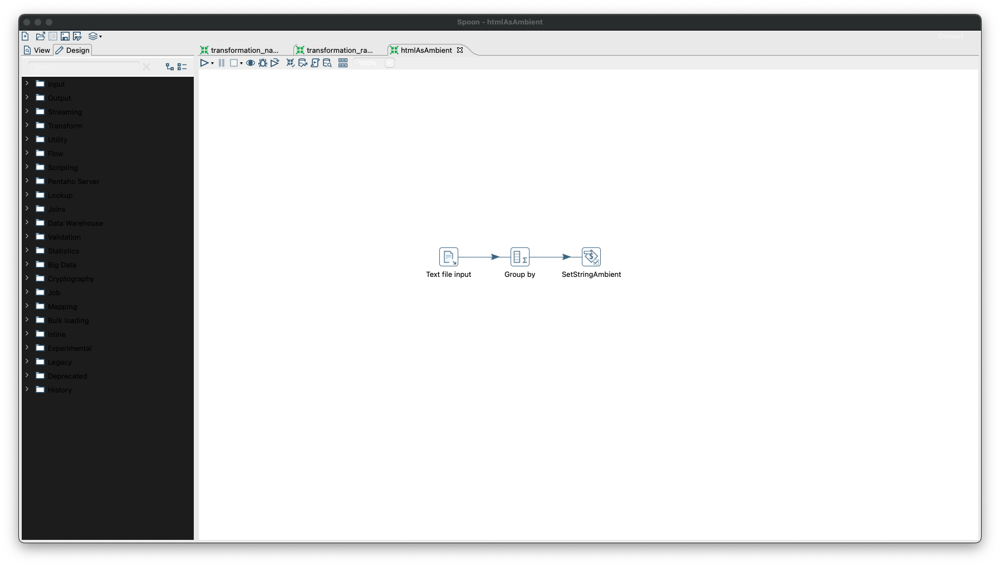 Spoon - htmlAsAmbient
Connect
View
Design
transformation_na...
transformation_ra...
htmlAsAmbient
100%
Input
Output
Streaming
Transform
Utility
Flow
Scripting
Pentaho Server
Lookup
Joins
Data Warehouse
Validation
Statistics
Big Data
Cryptography
Job
Mapping
Bulk loading
Inline
Experimental
Legacy
Deprecated
History
Text file input
Group by
SetStringAmbient